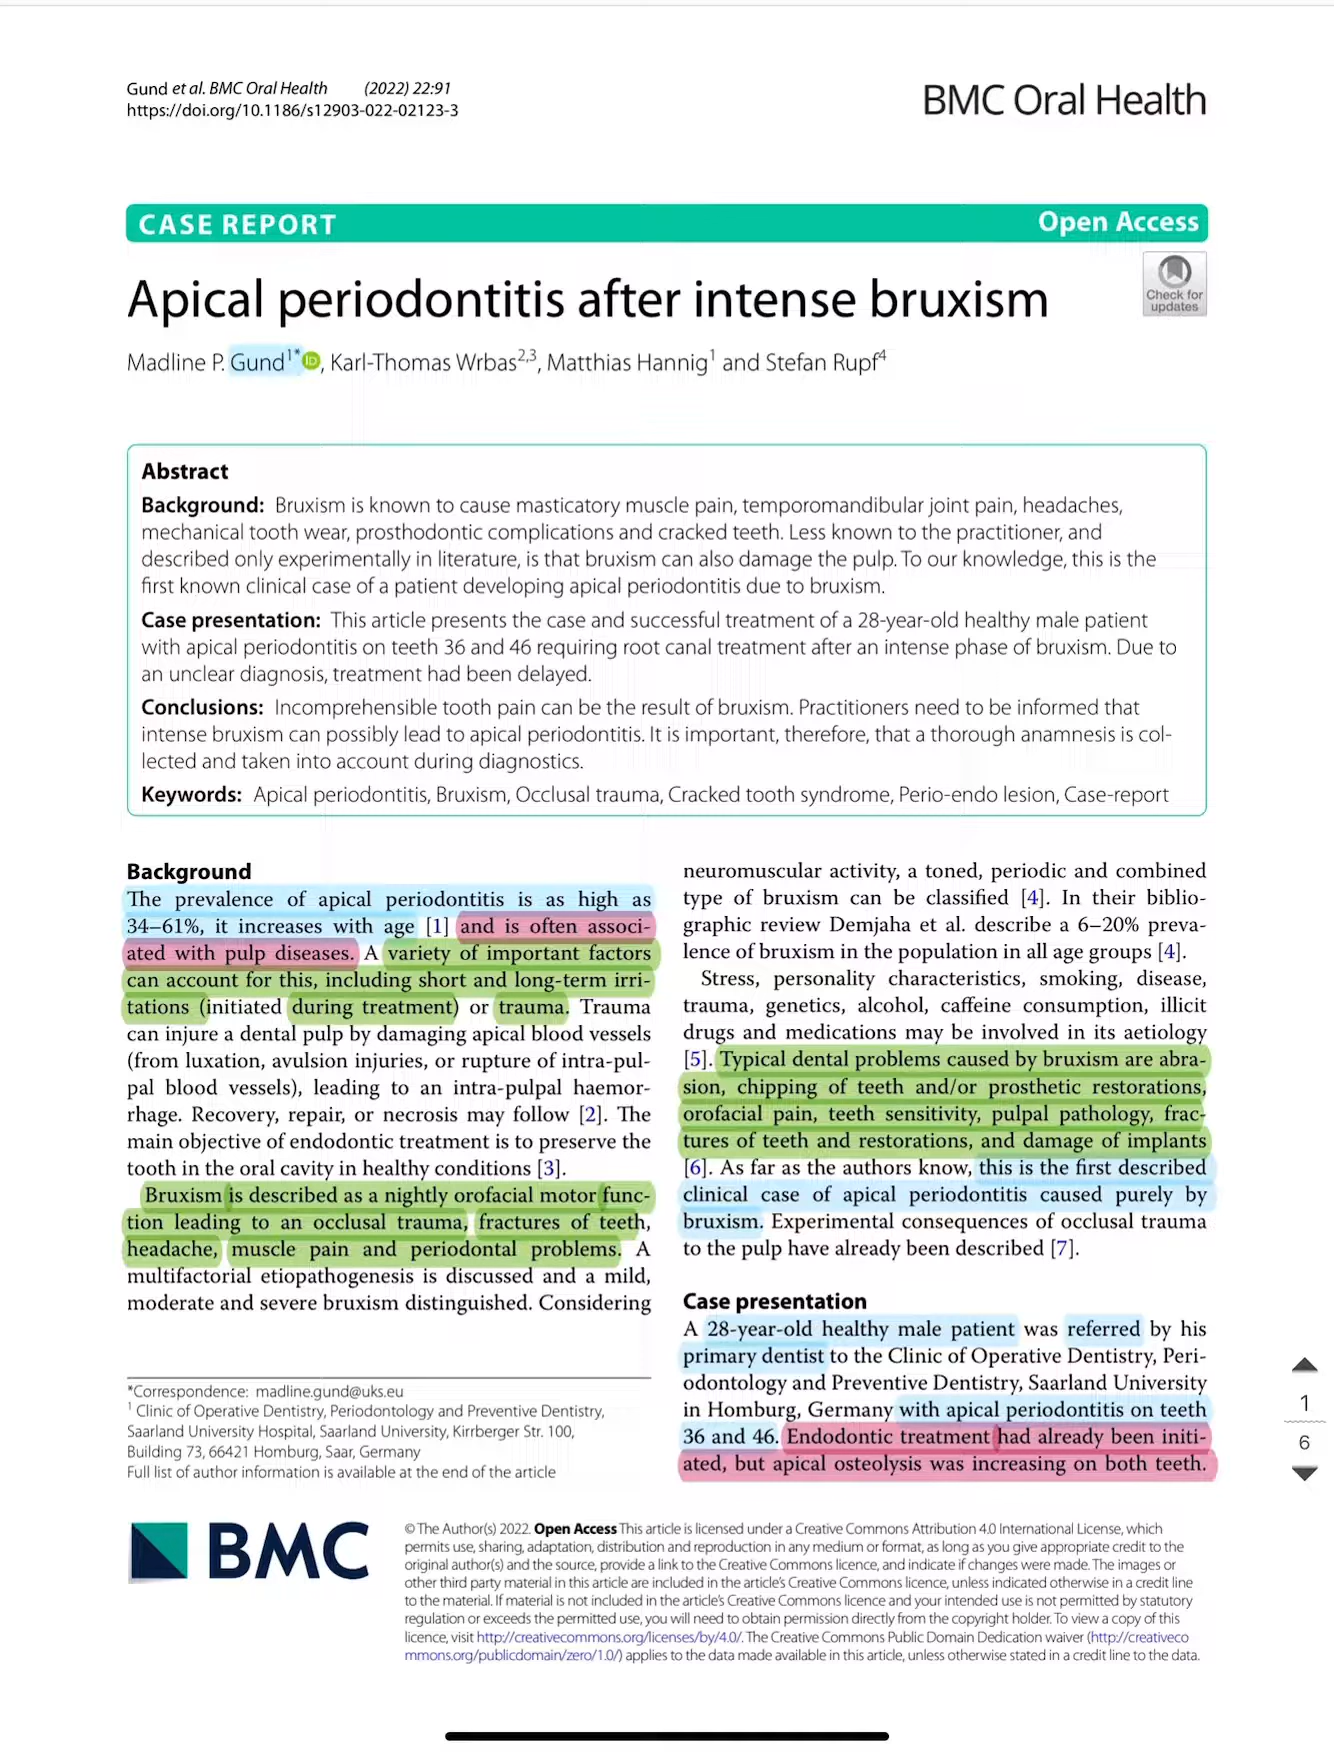 Gund et al. BMC Oral Health (2022) 22:91
https://doi.org/10.1186/s12903-022-02123-3
BMC Oral Health
CASE REPORT
Open Access
Apical periodontitis after intense bruxism
Check for
updates
Madline P. Gund1*iD, Karl-Thomas Wrbas2,3, Matthias Hannig1 and Stefan Rupf4
Abstract
Background: Bruxism is known to cause masticatory muscle pain, temporomandibular joint pain, headaches,
mechanical tooth wear, prosthodontic complications and cracked teeth. Less known to the practitioner, and
described only experimentally in literature, is that bruxism can also damage the pulp. To our knowledge, this is the
first known clinical case of a patient developing apical periodontitis due to bruxism.
Case presentation: This article presents the case and successful treatment of a 28-year-old healthy male patient
with apical periodontitis on teeth 36 and 46 requiring root canal treatment after an intense phase of bruxism. Due to
an unclear diagnosis, treatment had been delayed.
Conclusions: Incomprehensible tooth pain can be the result of bruxism. Practitioners need to be informed that
intense bruxism can possibly lead to apical periodontitis. It is important, therefore, that a thorough anamnesis is col-
lected and taken into account during diagnostics.
Keywords: Apical periodontitis, Bruxism, Occlusal trauma, Cracked tooth syndrome, Perio-endo lesion, Case-report
Background
The prevalence of apical periodontitis is as high as
34–61%, it increases with age [1] and is often associ-
ated with pulp diseases. A variety of important factors
can account for this, including short and long-term irri-
tations (initiated during treatment) or trauma. Trauma
can injure a dental pulp by damaging apical blood vessels
(from luxation, avulsion injuries, or rupture of intra-pul-
pal blood vessels), leading to an intra-pulpal haemor-
rhage. Recovery, repair, or necrosis may follow [2]. The
main objective of endodontic treatment is to preserve the
tooth in the oral cavity in healthy conditions [3].
Bruxism is described as a nightly orofacial motor func-
tion leading to an occlusal trauma, fractures of teeth,
headache, muscle pain and periodontal problems. A
multifactorial etiopathogenesis is discussed and a mild,
moderate and severe bruxism distinguished. Considering
*Correspondence: madline.gund@uks.eu
1 Clinic of Operative Dentistry, Periodontology and Preventive Dentistry,
Saarland University Hospital, Saarland University, Kirrberger Str. 100,
Building 73, 66421 Homburg, Saar, Germany
Full list of author information is available at the end of the article
neuromuscular activity, a toned, periodic and combined
type of bruxism can be classified [4]. In their biblio-
graphic review Demjaha et al. describe a 6–20% preva-
lence of bruxism in the population in all age groups [4].
Stress, personality characteristics, smoking, disease,
trauma, genetics, alcohol, caffeine consumption, illicit
drugs and medications may be involved in its aetiology
[5]. Typical dental problems caused by bruxism are abra-
sion, chipping of teeth and/or prosthetic restorations,
orofacial pain, teeth sensitivity, pulpal pathology, frac-
tures of teeth and restorations, and damage of implants
[6]. As far as the authors know, this is the first described
clinical case of apical periodontitis caused purely by
bruxism. Experimental consequences of occlusal trauma
to the pulp have already been described [7].
Case presentation
A 28-year-old healthy male patient was referred by his
primary dentist to the Clinic of Operative Dentistry, Peri-
odontology and Preventive Dentistry, Saarland University
in Homburg, Germany with apical periodontitis on teeth
36 and 46. Endodontic treatment had already been initi-
ated, but apical osteolysis was increasing on both teeth.
1
6
BMC
© The Author(s) 2022. Open Access This article is licensed under a Creative Commons Attribution 4.0 International License, which
permits use, sharing, adaptation, distribution and reproduction in any medium or format, as long as you give appropriate credit to the
original author(s) and the source, provide a link to the Creative Commons licence, and indicate if changes were made. The images or
other third party material in this article are included in the article's Creative Commons licence, unless indicated otherwise in a credit line
to the material. If material is not included in the article's Creative Commons licence and your intended use is not permitted by statutory
regulation or exceeds the permitted use, you will need to obtain permission directly from the copyright holder. To view a copy of this
licence, visit http://creativecommons.org/licenses/by/4.0/. The Creative Commons Public Domain Dedication waiver (http://creativeco
mmons.org/publicdomain/zero/1.0/) applies to the data made available in this article, unless otherwise stated in a credit line to the data.